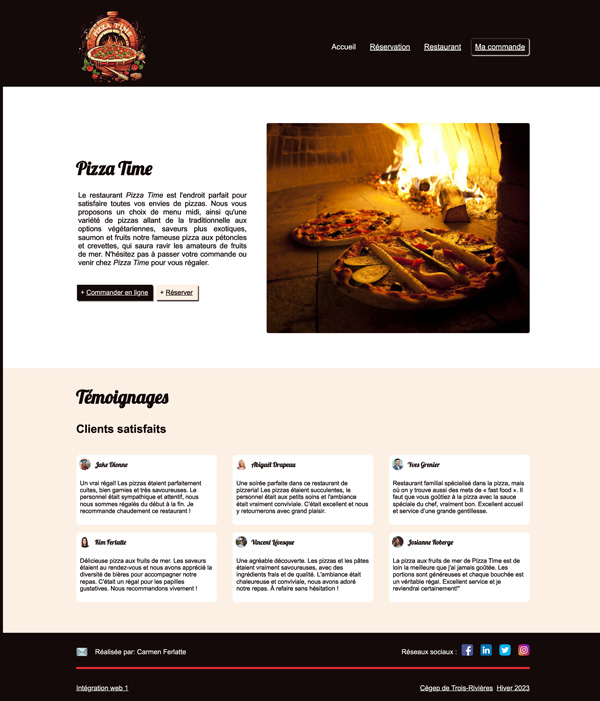 PIZZA TIME
Accueil Réservation Restaurant Ma commande
Pizza Time
Le restaurant Pizza Time est l'endroit parfait pour
satisfaire toutes vos envies de pizzas. Nous vous
proposons un choix de menu midi, ainsi qu'une
variété de pizzas allant de la traditionnelle aux
options végétariennes, saveurs plus exotiques,
saumon et fruits notre fameuse pizza aux pétoncles
et crevettes, qui saura ravir les amateurs de fruits
de mer. N'hésitez pas à passer votre commande ou
venir chez Pizza Time pour vous régaler.
+ Commander en ligne + Réserver
Témoignages
Clients satisfaits
Jake Dionne
Un vrai régal! Les pizzas étaient parfaitement
cuites, bien garnies et très savoureuses. Le
personnel était sympathique et attentif, nous
nous sommes régalés du début à la fin. Je
recommande chaudement ce restaurant !
Abigail Drapeau
Une soirée parfaite dans ce restaurant de
pizzeria! Les pizzas étaient succulentes, le
personnel était aux petits soins et l'ambiance
était vraiment conviviale. C'était excellent et nous
y retournerons avec grand plaisir.
Yves Grenier
Restaurant familial spécialisé dans la pizza, mais
où on y trouve aussi des mets de « fast food ». Il
faut que vous goûtiez à la pizza avec la sauce
spéciale du chef, vraiment bon. Excellent accueil
et service d'une grande gentillesse.
Kim Ferlatte
Délicieuse pizza aux fruits de mer. Les saveurs
étaient au rendez-vous et nous avons apprécié la
diversité de bières pour accompagner notre
repas. C'était un régal pour les papilles
gustatives. Nous recommandons vivement !
Vincent Lévesque
Une agréable découverte. Les pizzas et les pâtes
étaient vraiment savoureuses, avec des
ingrédients frais et de qualité. L'ambiance était
chaleureuse et conviviale, nous avons adoré
notre repas. À refaire sans hésitation !
Josianne Roberge
La pizza aux fruits de mer de Pizza Time est de
loin la meilleure que j'ai jamais goûtée. Les
portions sont généreuses et chaque bouchée est
un véritable régal. Excellent service et je
reviendrai certainement!"
Réalisée par: Carmen Ferlatte
Réseaux sociaux :
Intégration web 1
Cégep de Trois-Rivières Hiver 2023